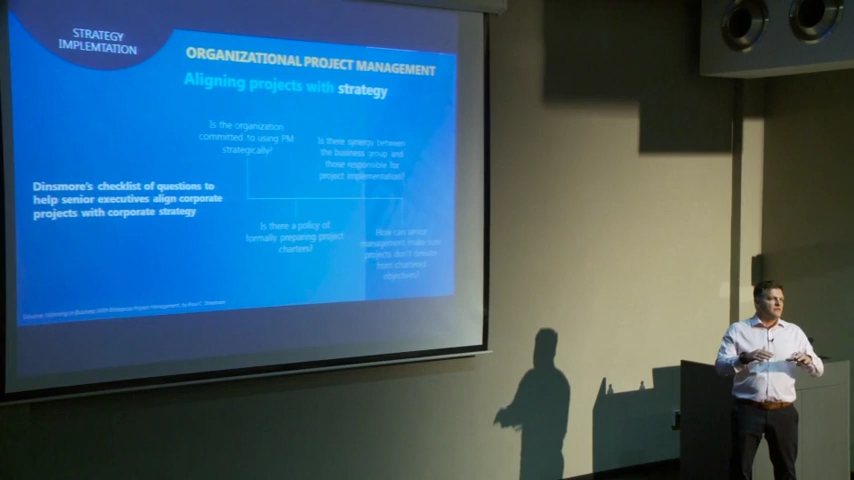 STRATEGY
IMPLEMTATION
ORGANIZATIONAL PROJECT MANAGEMENT
Aligning projects with strategy
Is the organization
committed to using PM
strategically?
Is there synergy between
the business group and
those responsible for
project implementation?
Dinsmore's checklist of questions to
help senior executives align corporate
projects with corporate strategy
Is there a policy of
formally preparing project
charters?
How can senior
management make sure
projects don't
from chartered
objectives?